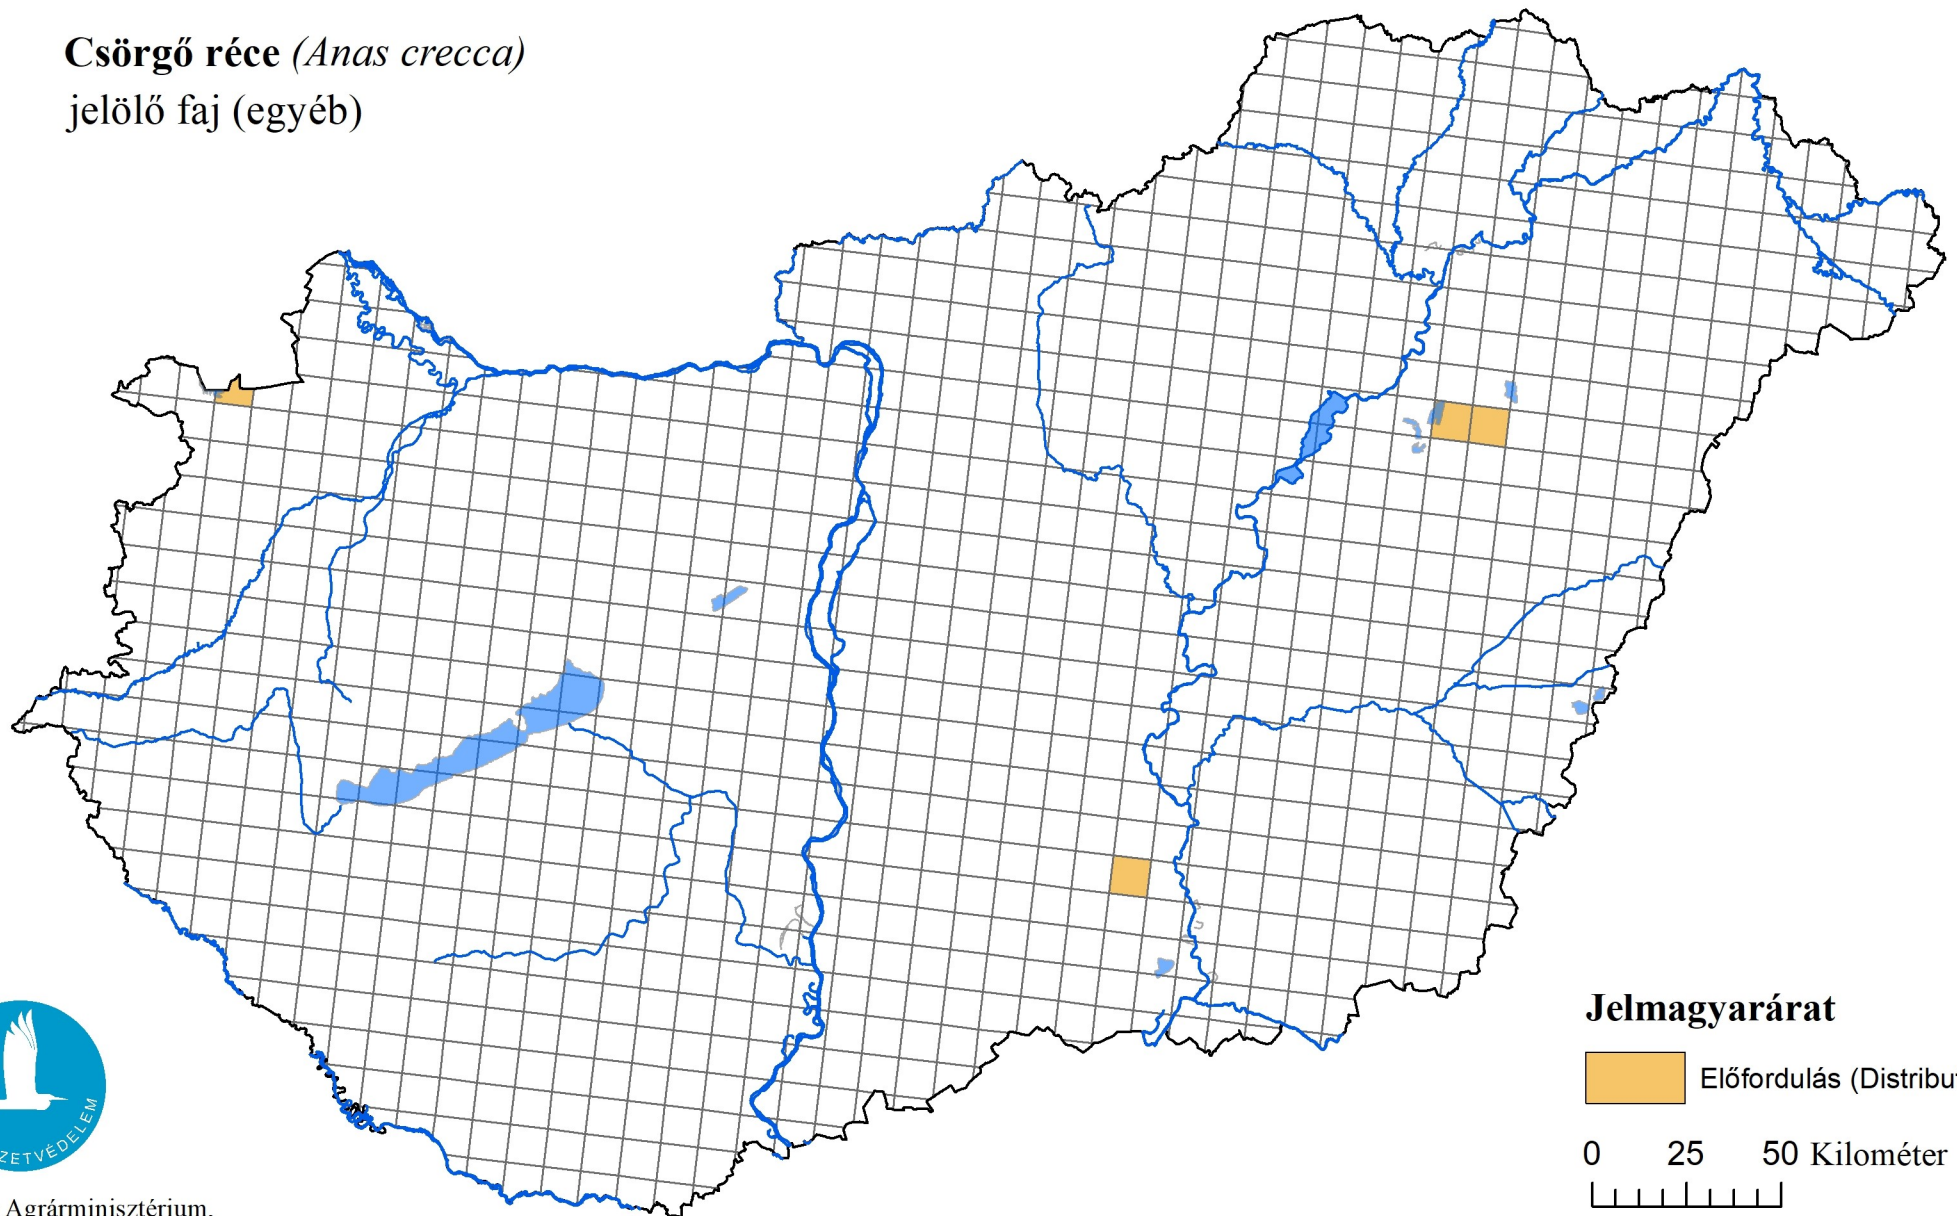 Csörgő réce (Anas crecca)
jelölő faj (egyéb)
Jelmagyarárat
Előfordulás (Distribu
0 25 50 Kilométer
ZETVÉDELEM
Agrárminisztérium,